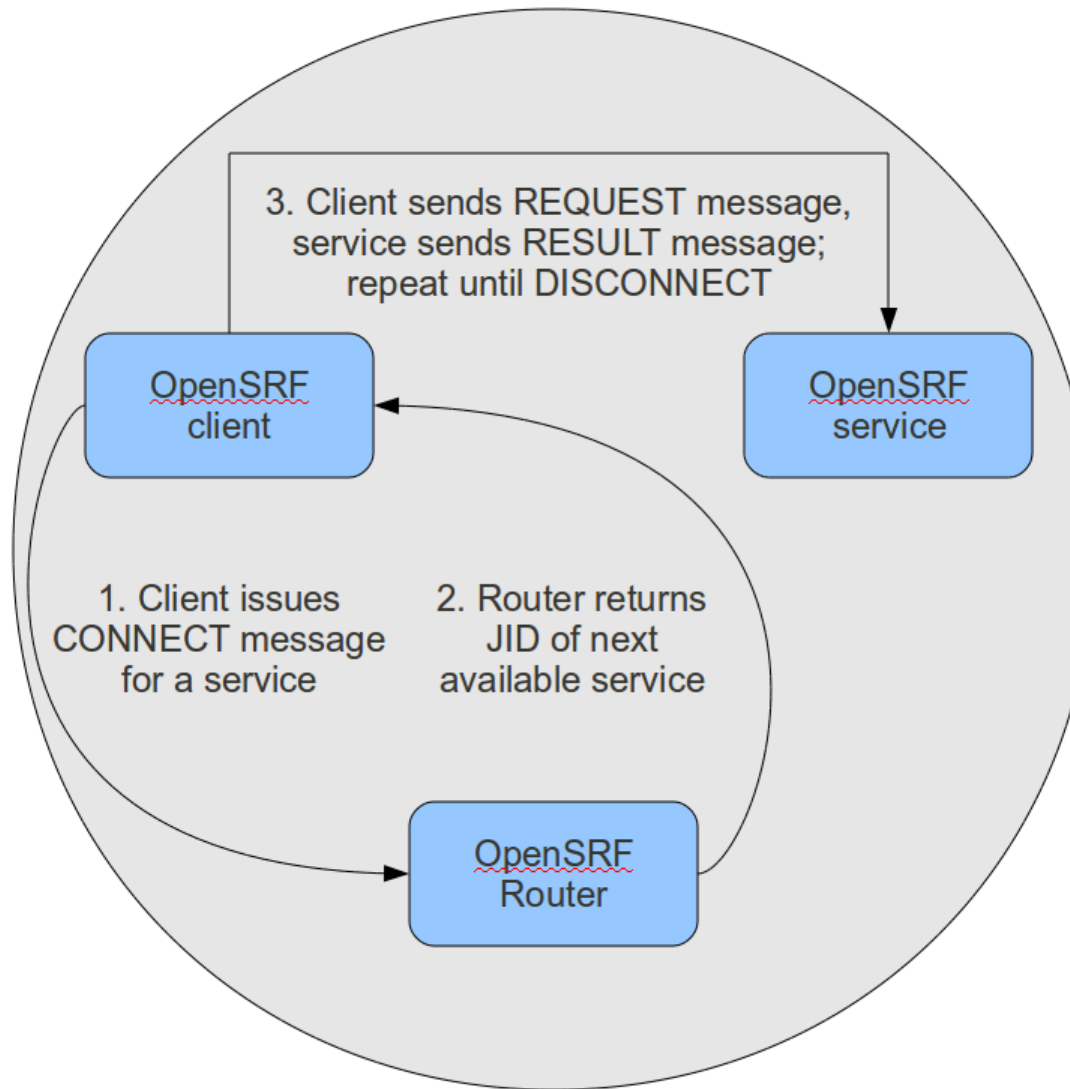 3. Client sends REQUEST message,
service sends RESULT message;
repeat until DISCONNECT
OpenSRF
client
OpenSRF
service
1. Client issues
CONNECT message
for a service
2. Router returns
JID of next
available service
OpenSRF
Router